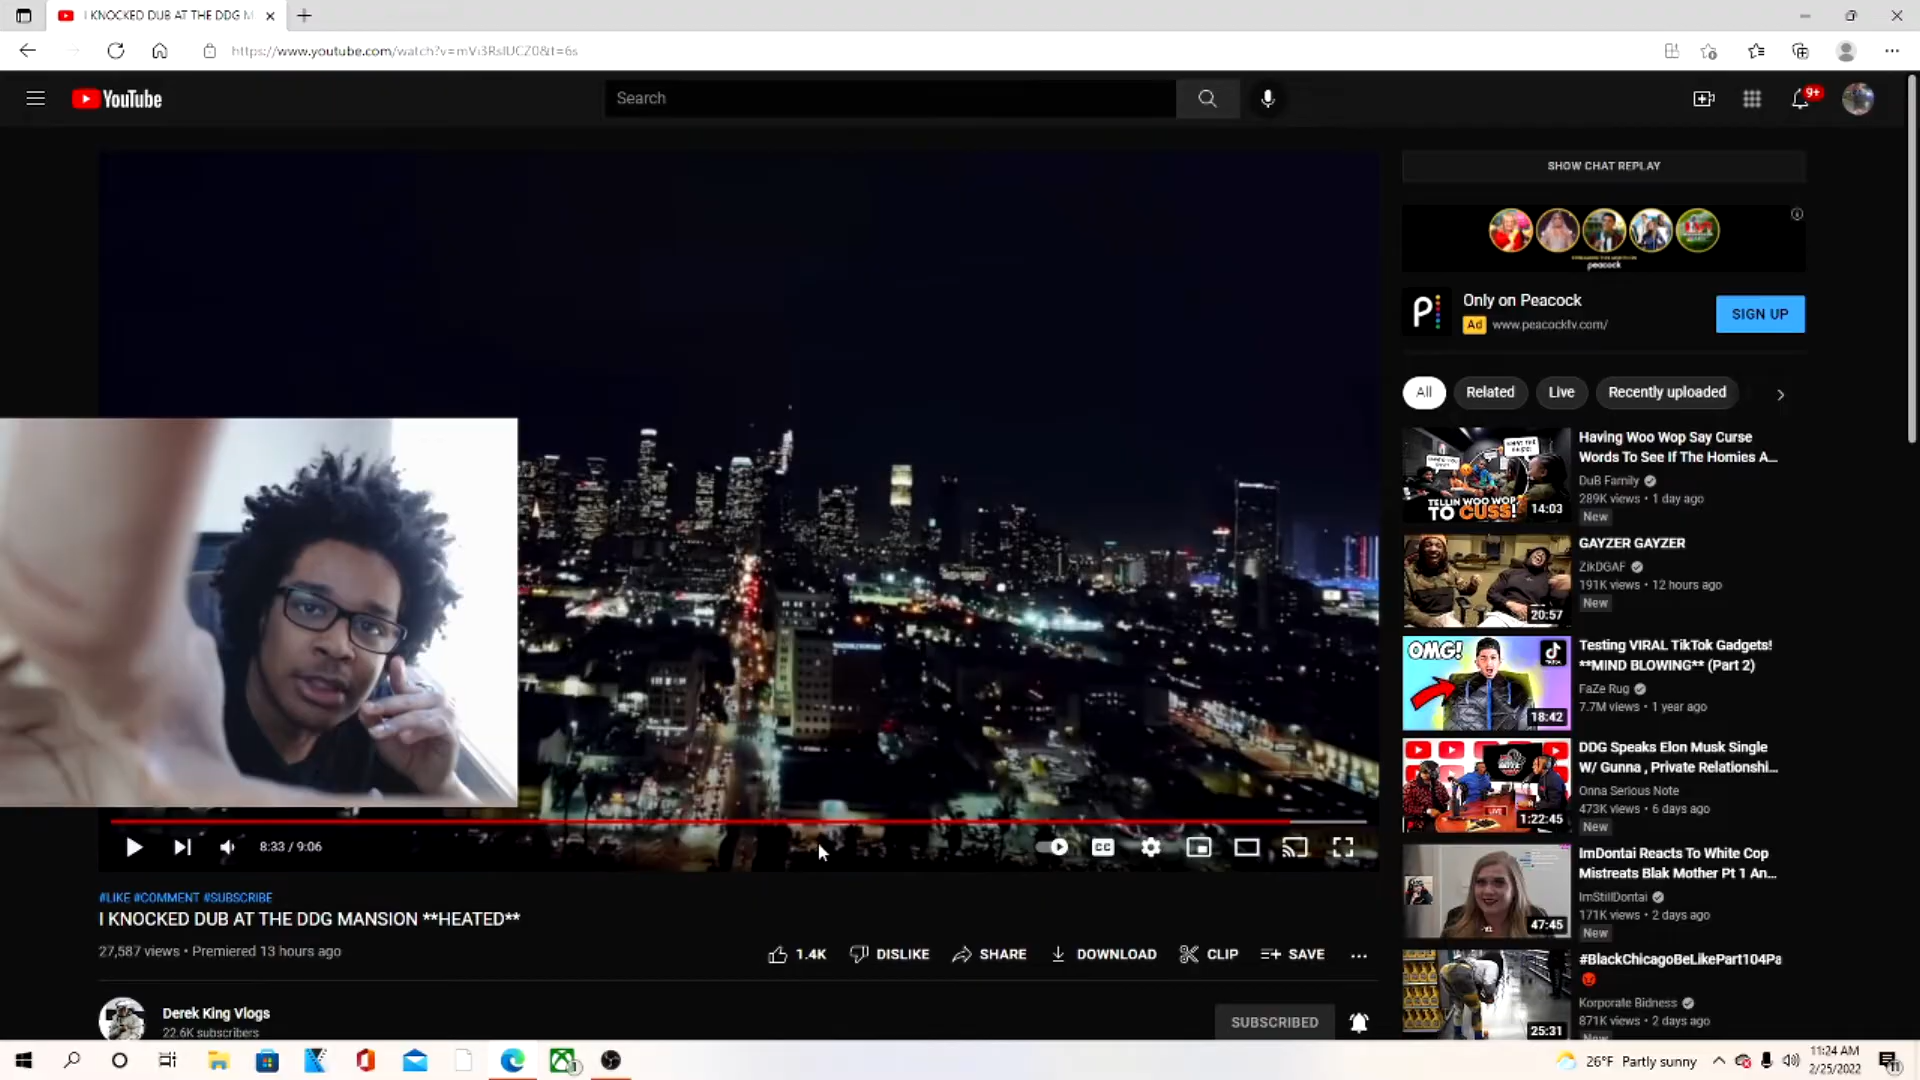 I KNOCKED DUB AT THE DDG M
https://www.youtube.com/watch?v=mVi3RsIUCZ0&t=6s
YouTube
Search
9+
SHOW CHAT REPLAY
peacock
Only on Peacock
Ad www.peacocktv.com/
SIGN UP
All
Related
Live
Recently uploaded
Having Woo Wop Say Curse
Words To See If The Homies A...
DuB Family
289K views • 1 day ago
New
TELLIN WOO WOP
TO CUSS!
14:03
GAYZER GAYZER
ZikDGAF
191K views • 12 hours ago
New
20:57
OMG!
Testing VIRAL TikTok Gadgets!
**MIND BLOWING** (Part 2)
FaZe Rug
7.7M views • 1 year ago
18:42
DDG Speaks Elon Musk Single
W/ Gunna , Private Relationshi...
Onna Serious Note
473K views • 6 days ago
New
LIVE
1:22:45
ImDontai Reacts To White Cop
Mistreats Blak Mother Pt 1 An...
ImStillDontai
171K views • 2 days ago
New
47:45
#BlackChicagoBeLikePart104Pa
Korporate Bidness
871K views • 2 days ago
25:31
8:33 / 9:06
CC
#LIKE #COMMENT #SUBSCRIBE
I KNOCKED DUB AT THE DDG MANSION **HEATED**
27,587 views • Premiered 13 hours ago
1.4K
DISLIKE
SHARE
DOWNLOAD
CLIP
SAVE
Derek King Vlogs
22.6K subscribers
SUBSCRIBED
26°F Partly sunny
11:24 AM
2/25/2022